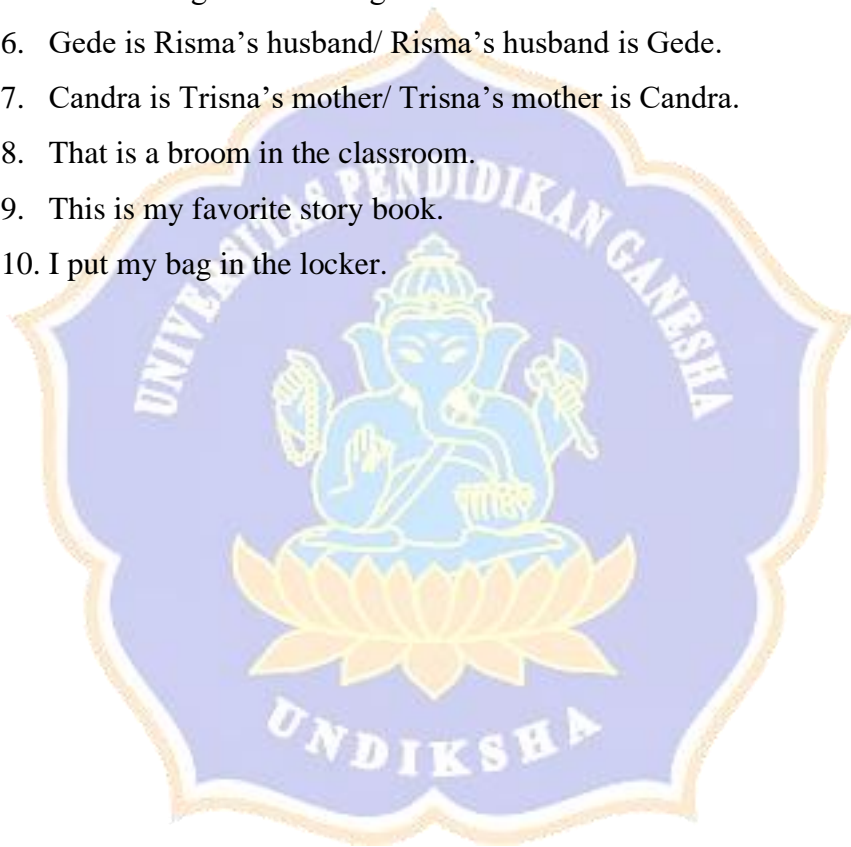 6. Gede is Risma’s husband/ Risma’s husband is Gede.
7. Candra is Trisna’s mother/ Trisna’s mother is Candra.
8. That is a broom in the classroom.
9. This is my favorite story book.
10. I put my bag in the locker.
UNIVERSITAS PENDIDIKAN GANESHA
UNDIKSHA